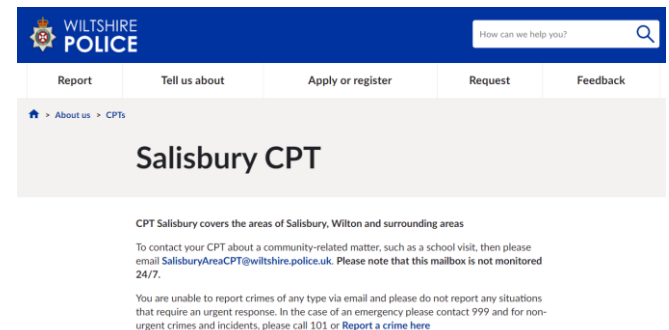 WILTSHIRE
POLICE
How can we help you?
Report
Tell us about
Apply or register
Request
Feedback
> About us > CPTs
Salisbury CPT
CPT Salisbury covers the areas of Salisbury, Wilton and surrounding areas
To contact your CPT about a community-related matter, such as a school visit, then please
email SalisburyAreaCPT@wiltshire.police.uk. Please note that this mailbox is not monitored
24/7.
You are unable to report crimes of any type via email and please do not report any situations
that require an urgent response. In the case of an emergency please contact 999 and for non-
urgent crimes and incidents, please call 101 or Report a crime here